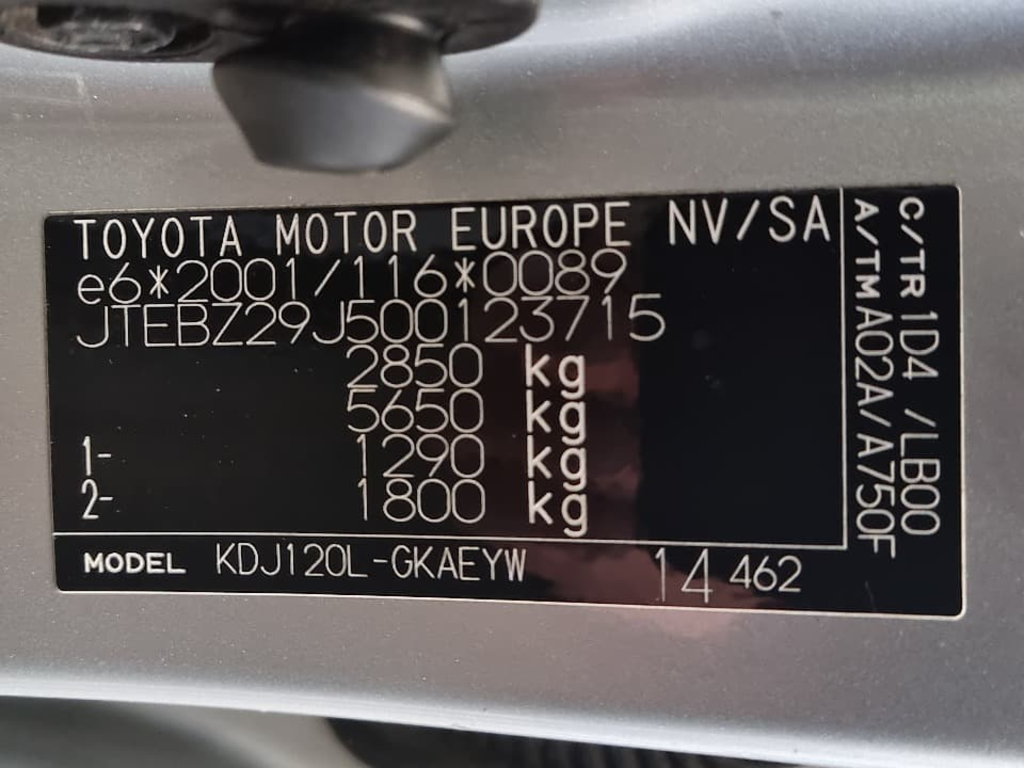 TOYOTA MOTOR EUROPE NV/SA
e6*2001/116*0089
JTEBZ29J500123715
2850 kg
5650 kg
1- 1290 kg
2- 1800 kg
MODEL KDJ120L-GKAEYW 14 462
C/TR 1D4 /LB00
A/TM A02A/A750F